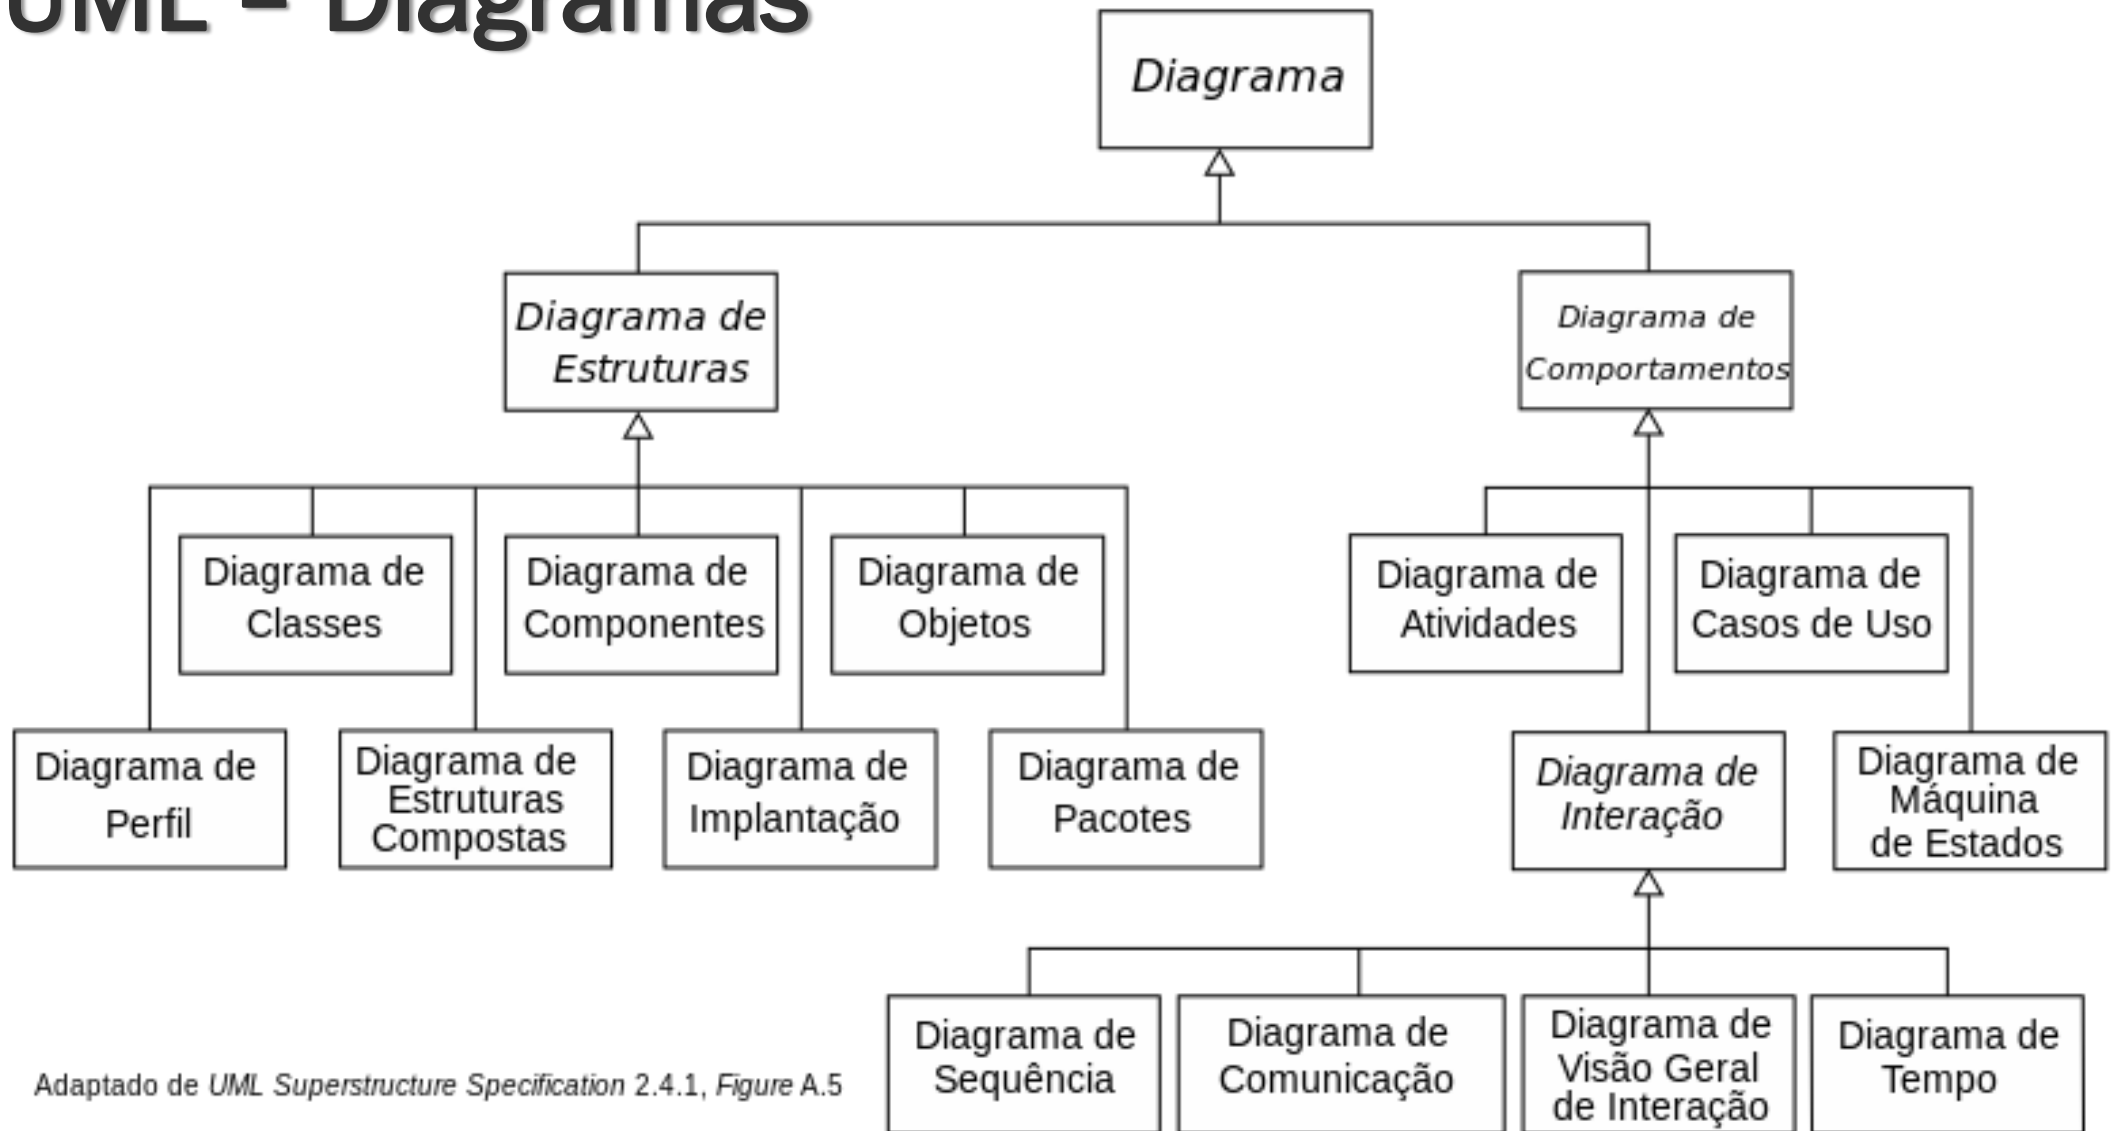 UML - Diagramas
Diagrama
Diagrama de
Estruturas
Diagrama de
Comportamentos
Diagrama de
Classes
Diagrama de
Componentes
Diagrama de
Objetos
Diagrama de
Atividades
Diagrama de
Casos de Uso
Diagrama de
Perfil
Diagrama de
Estruturas
Compostas
Diagrama de
Implantação
Diagrama de
Pacotes
Diagrama de
Interação
Diagrama de
Máquina
de Estados
Diagrama de
Sequência
Diagrama de
Comunicação
Diagrama de
Visão Geral
de Interação
Diagrama de
Tempo
Adaptado de UML Superstructure Specification 2.4.1, Figure A.5